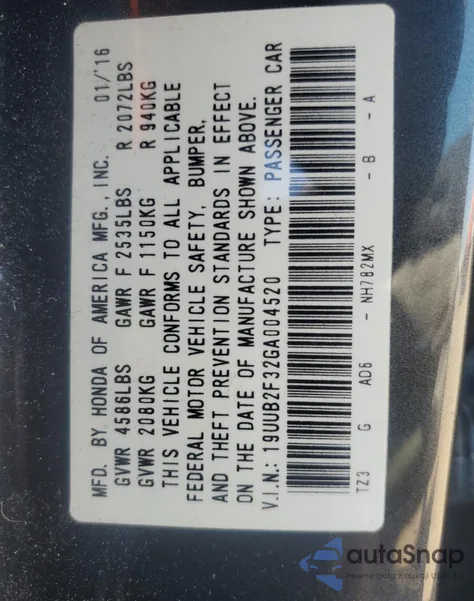 MFD. BY HONDA OF AMERICA MFG., INC. 01/'16
GVWR 4586LBS GAWR F 2535LBS R 2072LBS
GVWR 2080KG GAWR F 1150KG R 940KG
THIS VEHICLE CONFORMS TO ALL APPLICABLE
FEDERAL MOTOR VEHICLE SAFETY, BUMPER,
AND THEFT PREVENTION STANDARDS IN EFFECT
ON THE DATE OF MANUFACTURE SHOWN ABOVE.
V.I.N.: 19UUB2F32GA004520 TYPE: PASSENGER CAR
TZ3 G AD6 - NH782MX - B - A
autaSnap